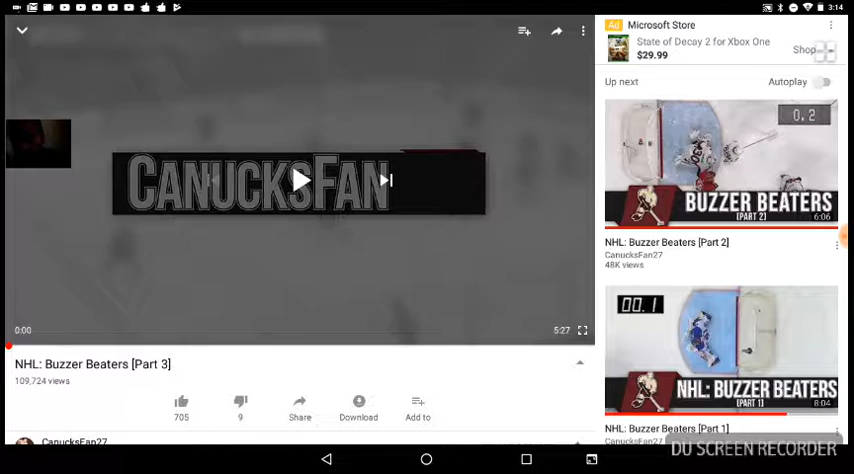 3:14
CANUCKSFAN
0:00
5:27
NHL: Buzzer Beaters [Part 3]
109,724 views
705
9
Share
Download
Add to
CanucksFan27
Ad Microsoft Store
State of Decay 2 for Xbox One
$29.99
Shop
Up next
Autoplay
0.2
BUZZER BEATERS
[PART 2]
6:06
NHL: Buzzer Beaters [Part 2]
CanucksFan27
48K views
00.1
NHL: BUZZER BEATERS
[PART 1]
8:04
NHL: Buzzer Beaters [Part 1]
CanucksFan27
DU SCREEN RECORDER